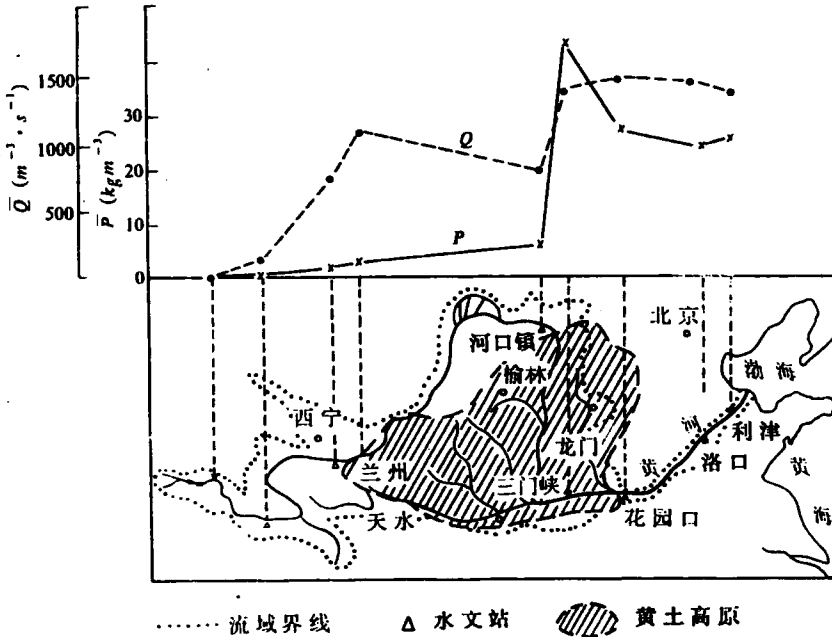 Q̄ (m⁻³·s⁻¹)
1500
1000
500
P̄ (kgm⁻³)
30
20
10
0
Q
P
北京
河口镇
渤海
榆林
西宁
河
利津
龙门
黄
洛口
兰州
三门峡
黄海
天水
花园口
流域界线
水文站
黄土高原